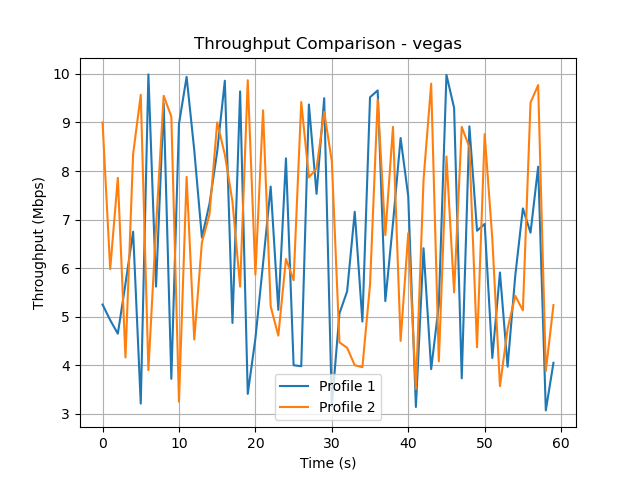 Throughput Comparison - vegas
Throughput (Mbps)
10
9
8
7
6
5
4
3
Profile 1
Profile 2
0 10 20 30 40 50 60
Time (s)